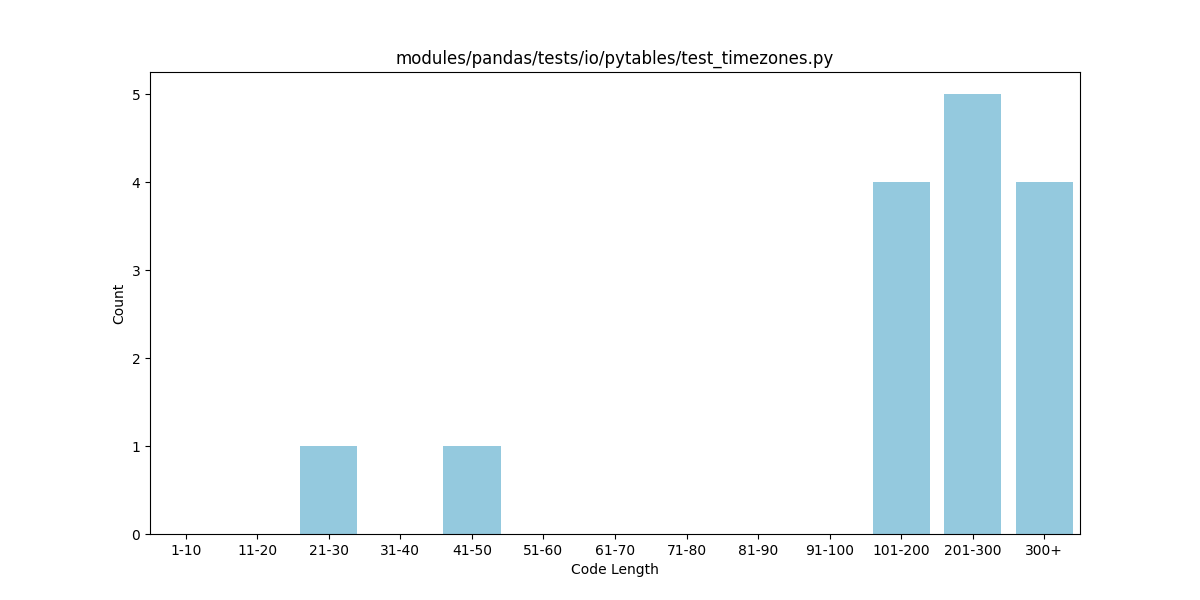 modules/pandas/tests/io/pytables/test_timezones.py
5
4
3
2
1
0
Count
1-10 11-20 21-30 31-40 41-50 51-60 61-70 71-80 81-90 91-100 101-200 201-300 300+
Code Length